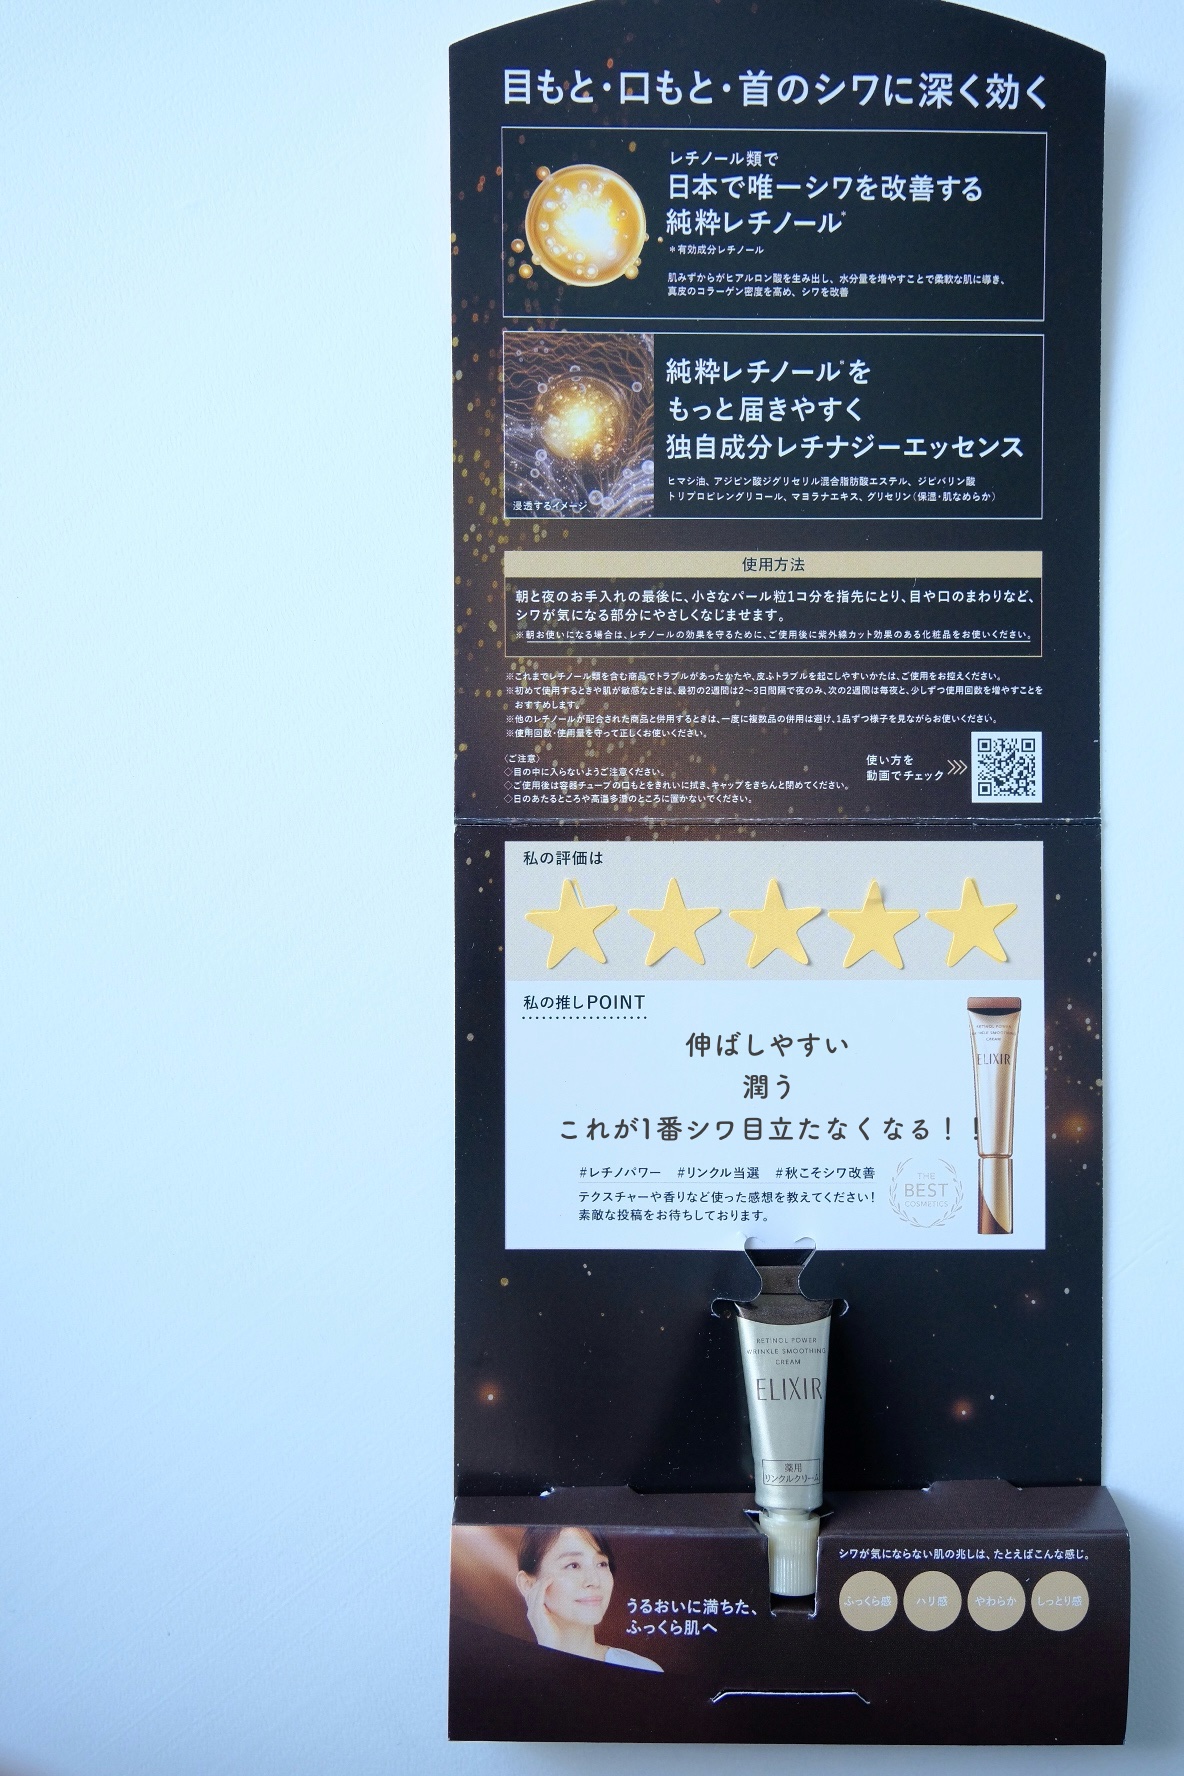 目もと・口もと・首のシワに深く効く
レチノール類で
日本で唯一シワを改善する
純粋レチノール*
*有効成分レチノール
肌みずからがヒアルロン酸を生み出し、水分量を増やすことで柔軟な肌に導き、
真皮のコラーゲン密度を高め、シワを改善
純粋レチノール*を
もっと届きやすく
独自成分レチナジーエッセンス
ヒマシ油、アジピン酸ジグリセリル混合脂肪酸エステル、ジピバリン酸
トリプロピレングリコール、マヨラナエキス、グリセリン(保湿・肌なめらか)
浸透するイメージ
使用方法
朝と夜のお手入れの最後に、小さなパール粒1コ分を指先にとり、目や口のまわりなど、
シワが気になる部分にやさしくなじませます。
※朝お使いになる場合は、レチノールの効果を守るために、ご使用後に紫外線カット効果のある化粧品をお使いください。
※これまでレチノール類を含む商品でトラブルがあったかたや、皮ふトラブルを起こしやすいかたは、ご使用をお控えください。
※初めて使用するときや肌が敏感なときは、最初の2週間は2〜3日間隔で夜のみ、次の2週間は毎夜と、少しずつ使用回数を増やすことを
おすすめします。
※他のレチノールが配合された商品と併用するときは、一度に複数品の併用は避け、1品ずつ様子を見ながらお使いください。
※使用回数・使用量を守って正しくお使いください。
〈ご注意〉
◇目の中に入らないようご注意ください。
◇ご使用後は容器チューブの口もとをきれいに拭き、キャップをきちんと閉めてください。
◇日のあたるところや高温多湿のところに置かないでください。
使い方を
動画でチェック
私の評価は
私の推しPOINT
伸ばしやすい
潤う
これが1番シワ目立たなくなる！！
#レチノパワー #リンクル当選 #秋こそシワ改善
テクスチャーや香りなど使った感想を教えてください!
素敵な投稿をお待ちしております。
THE
BEST
COSMETICS
RETINOL POWER
WRINKLE SMOOTHING
CREAM
ELIXIR
RETINOL POWER
WRINKLE SMOOTHING
CREAM
ELIXIR
薬用
リンクルクリーム
うるおいに満ちた、
ふっくら肌へ
シワが気にならない肌の兆しは、たとえばこんな感じ。
ふっくら感 ハリ感 やわらか しっとり感